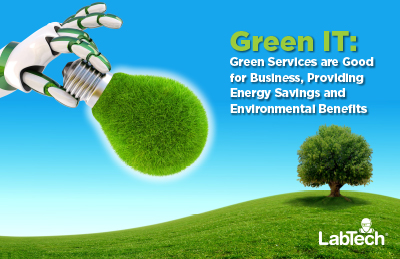 Green IT:
Green Services are Good
for Business, Providing
Energy Savings and
Environmental Benefits
LabTech